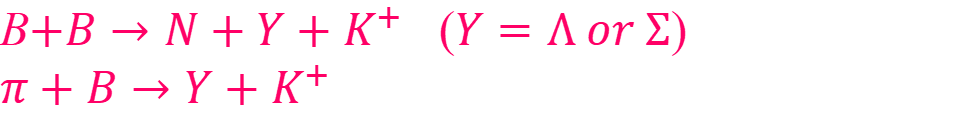 B+B → N + Y + K⁺ (Y = Λ or Σ)
π + B → Y + K⁺